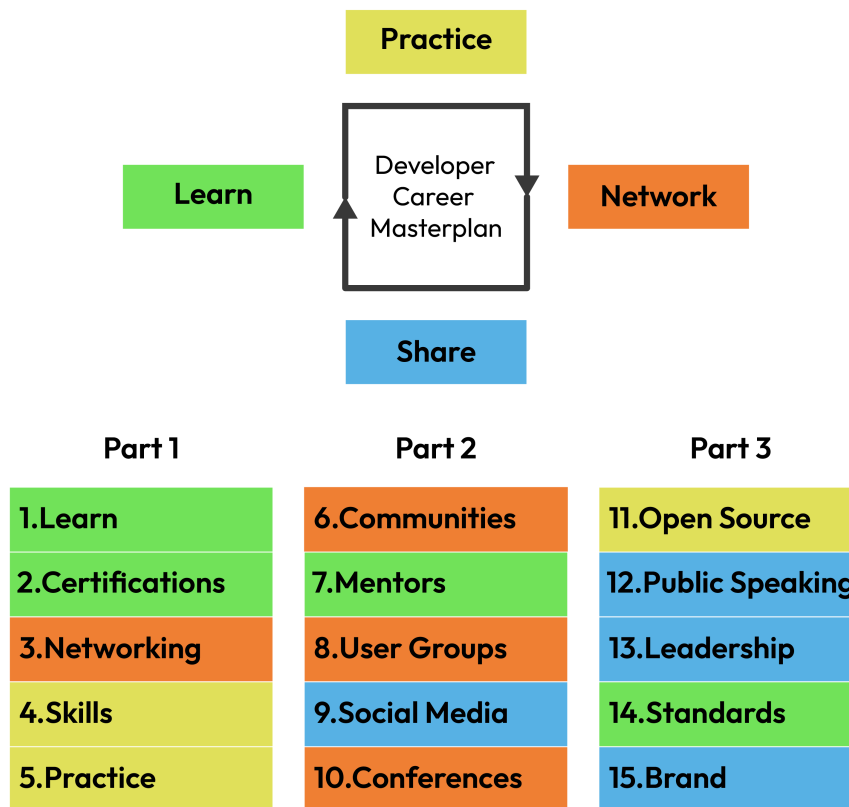 Practice
Learn
Developer
Career
Masterplan
Network
Share
Part 1
Part 2
Part 3
1.Learn
2.Certifications
3.Networking
4.Skills
5.Practice
6.Communities
7.Mentors
8.User Groups
9.Social Media
10.Conferences
11.Open Source
12.Public Speaking
13.Leadership
14.Standards
15.Brand